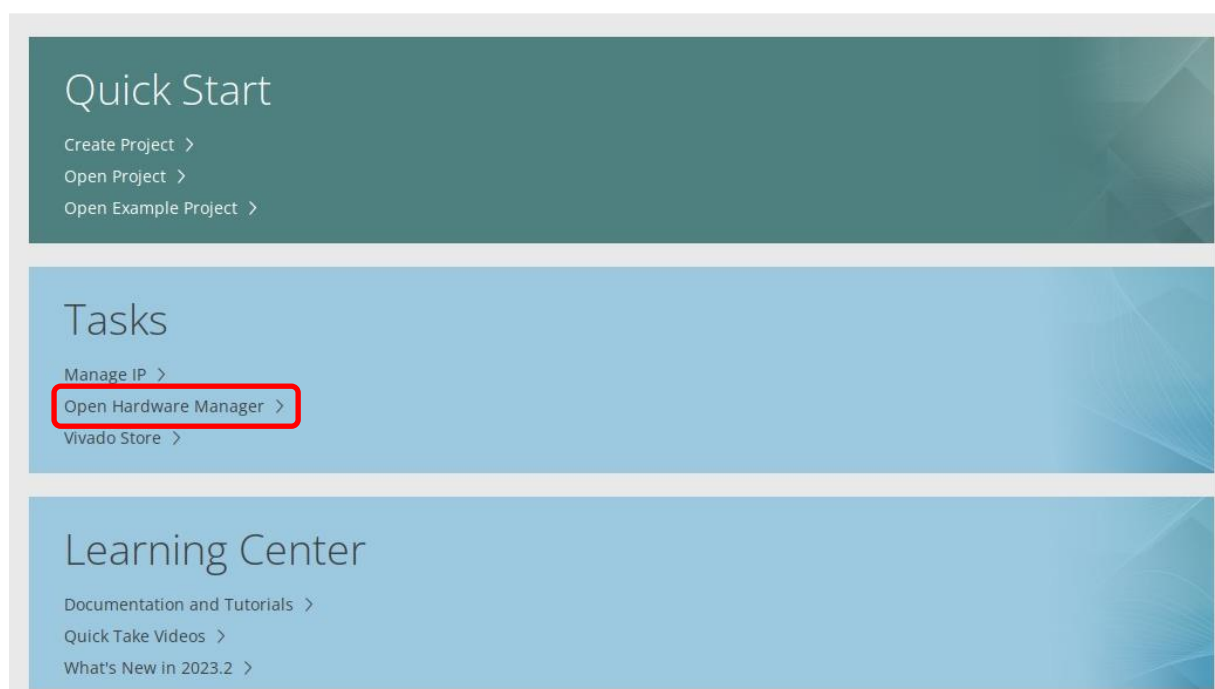 Quick Start
Create Project
Open Project
Open Example Project
Tasks
Manage IP
Open Hardware Manager
Vivado Store
Learning Center
Documentation and Tutorials
Quick Take Videos
What's New in 2023.2